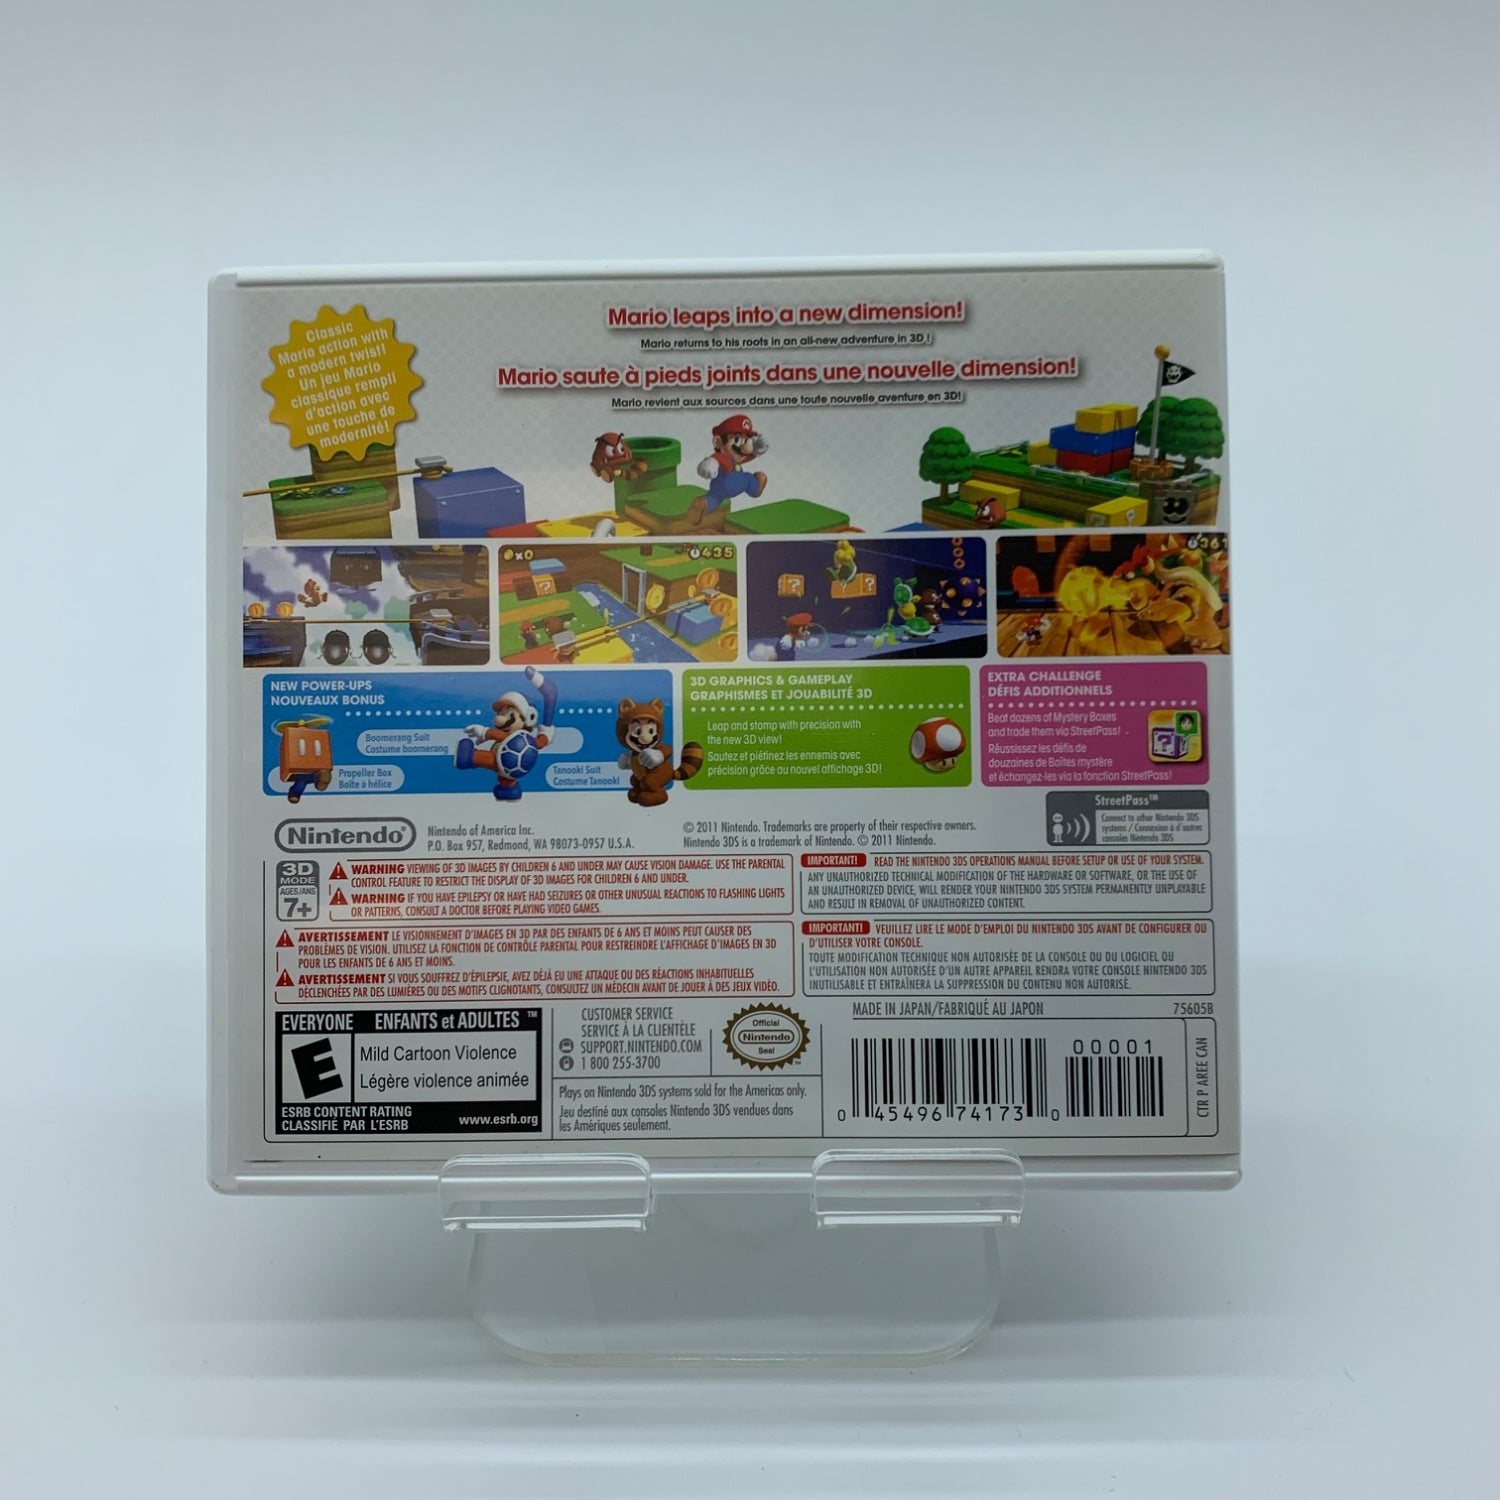 Classic
Mario action with
a modern twist!
Un jeu Mario
classique rempli
d'action avec
une touche de
modernité!
Mario leaps into a new dimension!
Mario returns to his roots in an all-new adventure in 3D!
Mario saute à pieds joints dans une nouvelle dimension!
Mario revient aux sources dans une toute nouvelle aventure en 3D!
x0
435
361
NEW POWER-UPS
NOUVEAUX BONUS
Boomerang Suit
Costume boomerang
Propeller Box
Boîte à hélice
Tanooki Suit
Costume Tanooki
3D GRAPHICS & GAMEPLAY
GRAPHISMES ET JOUABILITÉ 3D
Leap and stomp with precision with
the new 3D view!
Sautez et piétinez les ennemis avec
précision grâce au nouvel affichage 3D!
EXTRA CHALLENGE
DÉFIS ADDITIONNELS
Beat dozens of Mystery Boxes
and trade them via StreetPass!
Réussissez les défis de
douzaines de Boîtes mystère
et échangez-les via la fonction StreetPass!
StreetPass™
Connect to other Nintendo 3DS
systems / Connexion à d'autres
consoles Nintendo 3DS
Nintendo®
Nintendo of America Inc.
P.O. Box 957, Redmond, WA 98073-0957 U.S.A.
© 2011 Nintendo. Trademarks are property of their respective owners.
Nintendo 3DS is a trademark of Nintendo. © 2011 Nintendo.
3D
MODE
AGES/ANS
7+
WARNING VIEWING OF 3D IMAGES BY CHILDREN 6 AND UNDER MAY CAUSE VISION DAMAGE. USE THE PARENTAL
CONTROL FEATURE TO RESTRICT THE DISPLAY OF 3D IMAGES FOR CHILDREN 6 AND UNDER.
WARNING IF YOU HAVE EPILEPSY OR HAVE HAD SEIZURES OR OTHER UNUSUAL REACTIONS TO FLASHING LIGHTS
OR PATTERNS, CONSULT A DOCTOR BEFORE PLAYING VIDEO GAMES.
AVERTISSEMENT LE VISIONNEMENT D'IMAGES EN 3D PAR DES ENFANTS DE 6 ANS ET MOINS PEUT CAUSER DES
PROBLÈMES DE VISION. UTILISEZ LA FONCTION DE CONTRÔLE PARENTAL POUR RESTREINDRE L'AFFICHAGE D'IMAGES EN 3D
POUR LES ENFANTS DE 6 ANS ET MOINS.
AVERTISSEMENT SI VOUS SOUFFREZ D'ÉPILEPSIE, AVEZ DÉJÀ EU UNE ATTAQUE OU DES RÉACTIONS INHABITUELLES
DÉCLENCHÉES PAR DES LUMIÈRES OU DES MOTIFS CLIGNOTANTS, CONSULTEZ UN MÉDECIN AVANT DE JOUER À DES JEUX VIDÉO.
IMPORTANT! READ THE NINTENDO 3DS OPERATIONS MANUAL BEFORE SETUP OR USE OF YOUR SYSTEM.
ANY UNAUTHORIZED TECHNICAL MODIFICATION OF THE HARDWARE OR SOFTWARE, OR THE USE OF
AN UNAUTHORIZED DEVICE, WILL RENDER YOUR NINTENDO 3DS SYSTEM PERMANENTLY UNPLAYABLE
AND RESULT IN REMOVAL OF UNAUTHORIZED CONTENT.
IMPORTANT! VEUILLEZ LIRE LE MODE D'EMPLOI DU NINTENDO 3DS AVANT DE CONFIGURER OU
D'UTILISER VOTRE CONSOLE.
TOUTE MODIFICATION TECHNIQUE NON AUTORISÉE DE LA CONSOLE OU DU LOGICIEL OU
L'UTILISATION NON AUTORISÉE D'UN AUTRE APPAREIL RENDRA VOTRE CONSOLE NINTENDO 3DS
INUTILISABLE ET ENTRAÎNERA LA SUPPRESSION DU CONTENU NON AUTORISÉ.
EVERYONE ENFANTS et ADULTES ™
E
Mild Cartoon Violence
Légère violence animée
ESRB CONTENT RATING
CLASSIFIÉ PAR L'ESRB
www.esrb.org
CUSTOMER SERVICE
SERVICE À LA CLIENTÈLE
SUPPORT.NINTENDO.COM
1 800 255-3700
Official
Nintendo
Seal
Plays on Nintendo 3DS systems sold for the Americas only.
Jeu destiné aux consoles Nintendo 3DS vendues dans
les Amériques seulement.
MADE IN JAPAN/FABRIQUÉ AU JAPON
75605B
00001
0 45496 74173 0
CTR P AREE CAN